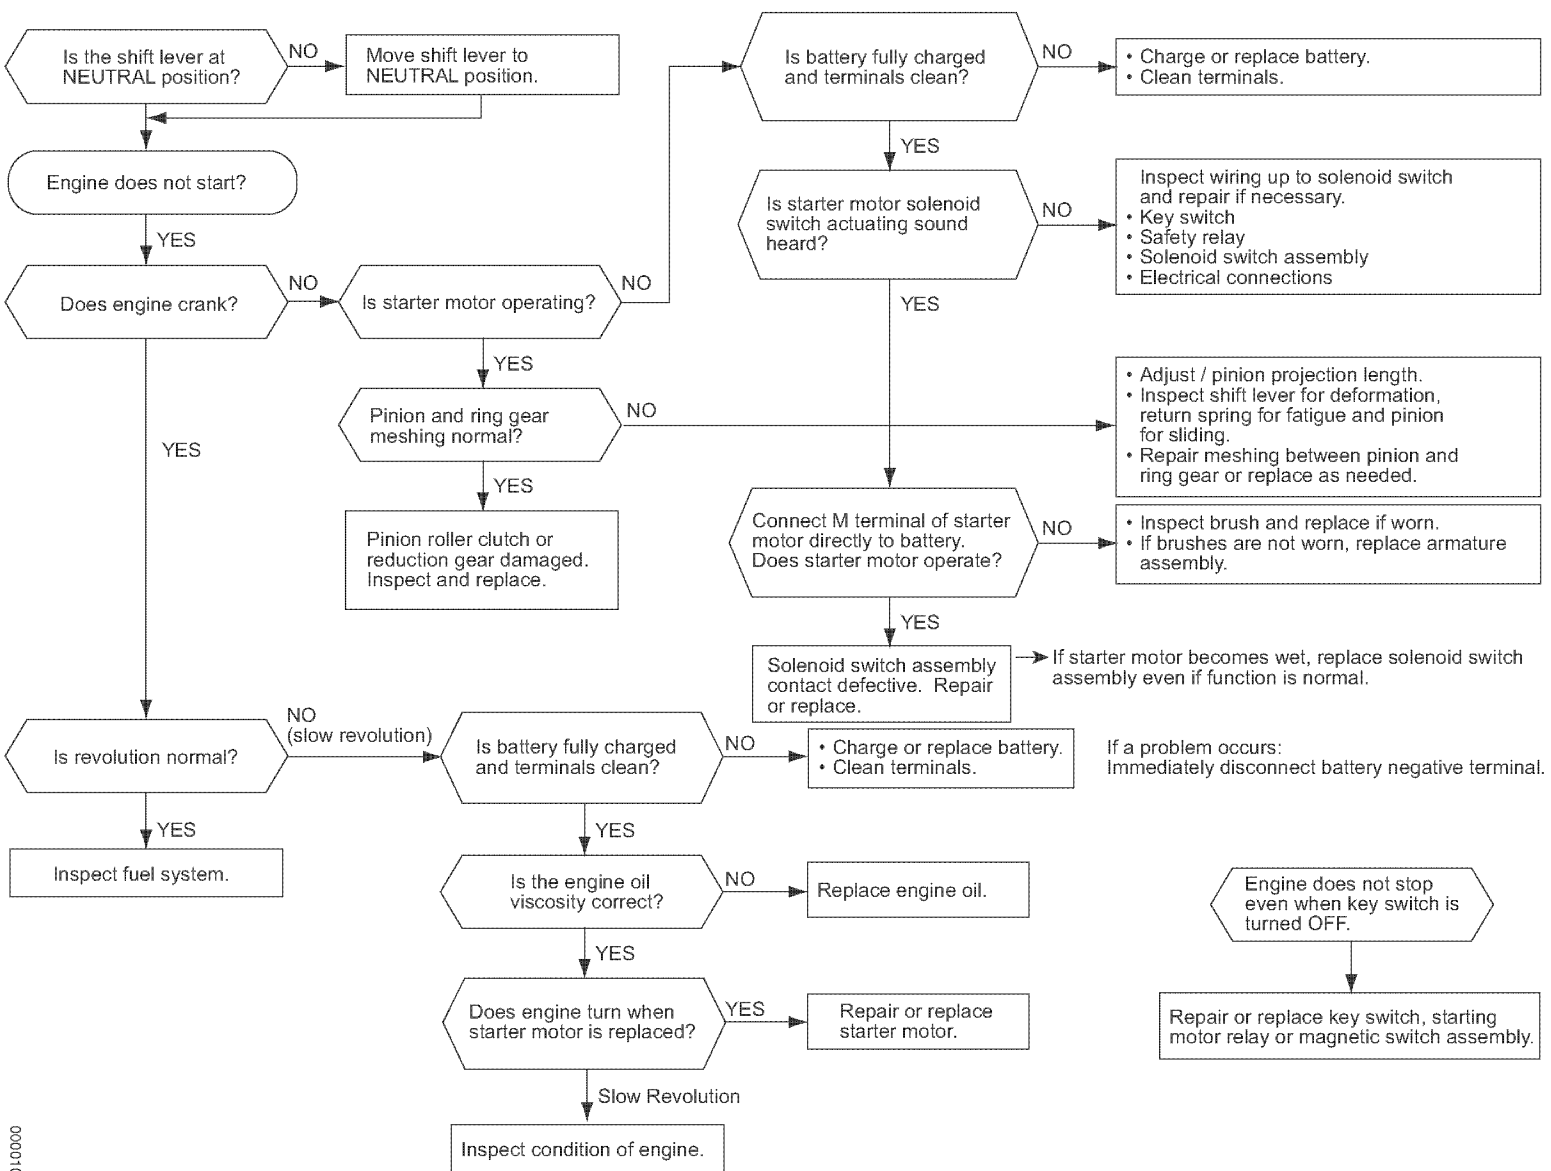 Is the shift lever at
NEUTRAL position?
NO
Move shift lever to
NEUTRAL position.
Engine does not start?
YES
Does engine crank?
NO
Is starter motor operating?
NO
YES
Pinion and ring gear
meshing normal?
NO
YES
Pinion roller clutch or
reduction gear damaged.
Inspect and replace.
YES
Is battery fully charged
and terminals clean?
NO
• Charge or replace battery.
• Clean terminals.
YES
Is starter motor solenoid
switch actuating sound
heard?
NO
Inspect wiring up to solenoid switch
and repair if necessary.
• Key switch
• Safety relay
• Solenoid switch assembly
• Electrical connections
YES
• Adjust / pinion projection length.
• Inspect shift lever for deformation,
return spring for fatigue and pinion
for sliding.
• Repair meshing between pinion and
ring gear or replace as needed.
Connect M terminal of starter
motor directly to battery.
Does starter motor operate?
NO
• Inspect brush and replace if worn.
• If brushes are not worn, replace armature
assembly.
YES
Solenoid switch assembly
contact defective. Repair
or replace.
If starter motor becomes wet, replace solenoid switch
assembly even if function is normal.
Is revolution normal?
NO
(slow revolution)
YES
Inspect fuel system.
Is battery fully charged
and terminals clean?
NO
• Charge or replace battery.
• Clean terminals.
If a problem occurs:
Immediately disconnect battery negative terminal.
YES
Is the engine oil
viscosity correct?
NO
Replace engine oil.
YES
Does engine turn when
starter motor is replaced?
YES
Repair or replace
starter motor.
Slow Revolution
Inspect condition of engine.
Engine does not stop
even when key switch is
turned OFF.
Repair or replace key switch, starting
motor relay or magnetic switch assembly.